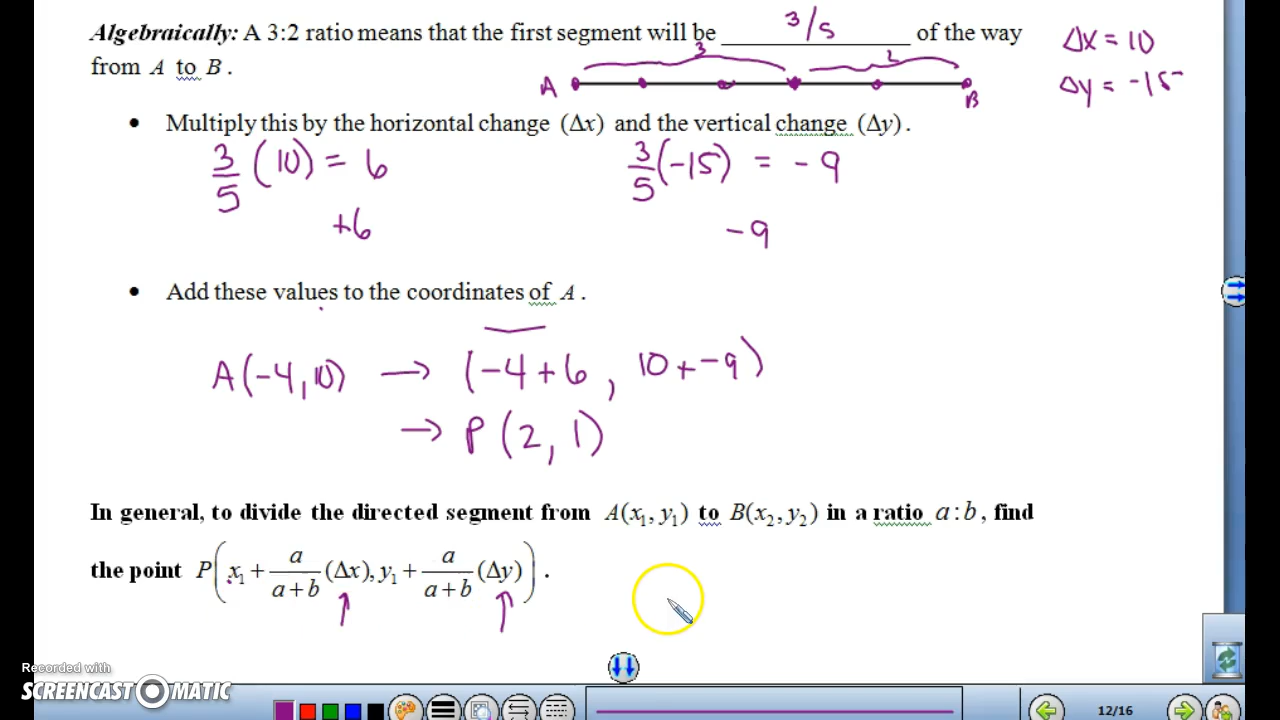 Algebraically: A 3:2 ratio means that the first segment will be 3/5 of the way
from A to B.
3 2
A B
Δx = 10
Δy = -15
• Multiply this by the horizontal change (Δx) and the vertical change (Δy).
3/5 (10) = 6 3/5 (-15) = -9
+6 -9
• Add these values to the coordinates of A.
A(-4,10) → (-4+6, 10+-9)
→ P(2,1)
In general, to divide the directed segment from A(x₁, y₁) to B(x₂, y₂) in a ratio a:b, find
the point P(x₁ + a/(a+b) (Δx), y₁ + a/(a+b) (Δy)).
Recorded with
SCREENCAST O MATIC
12/16